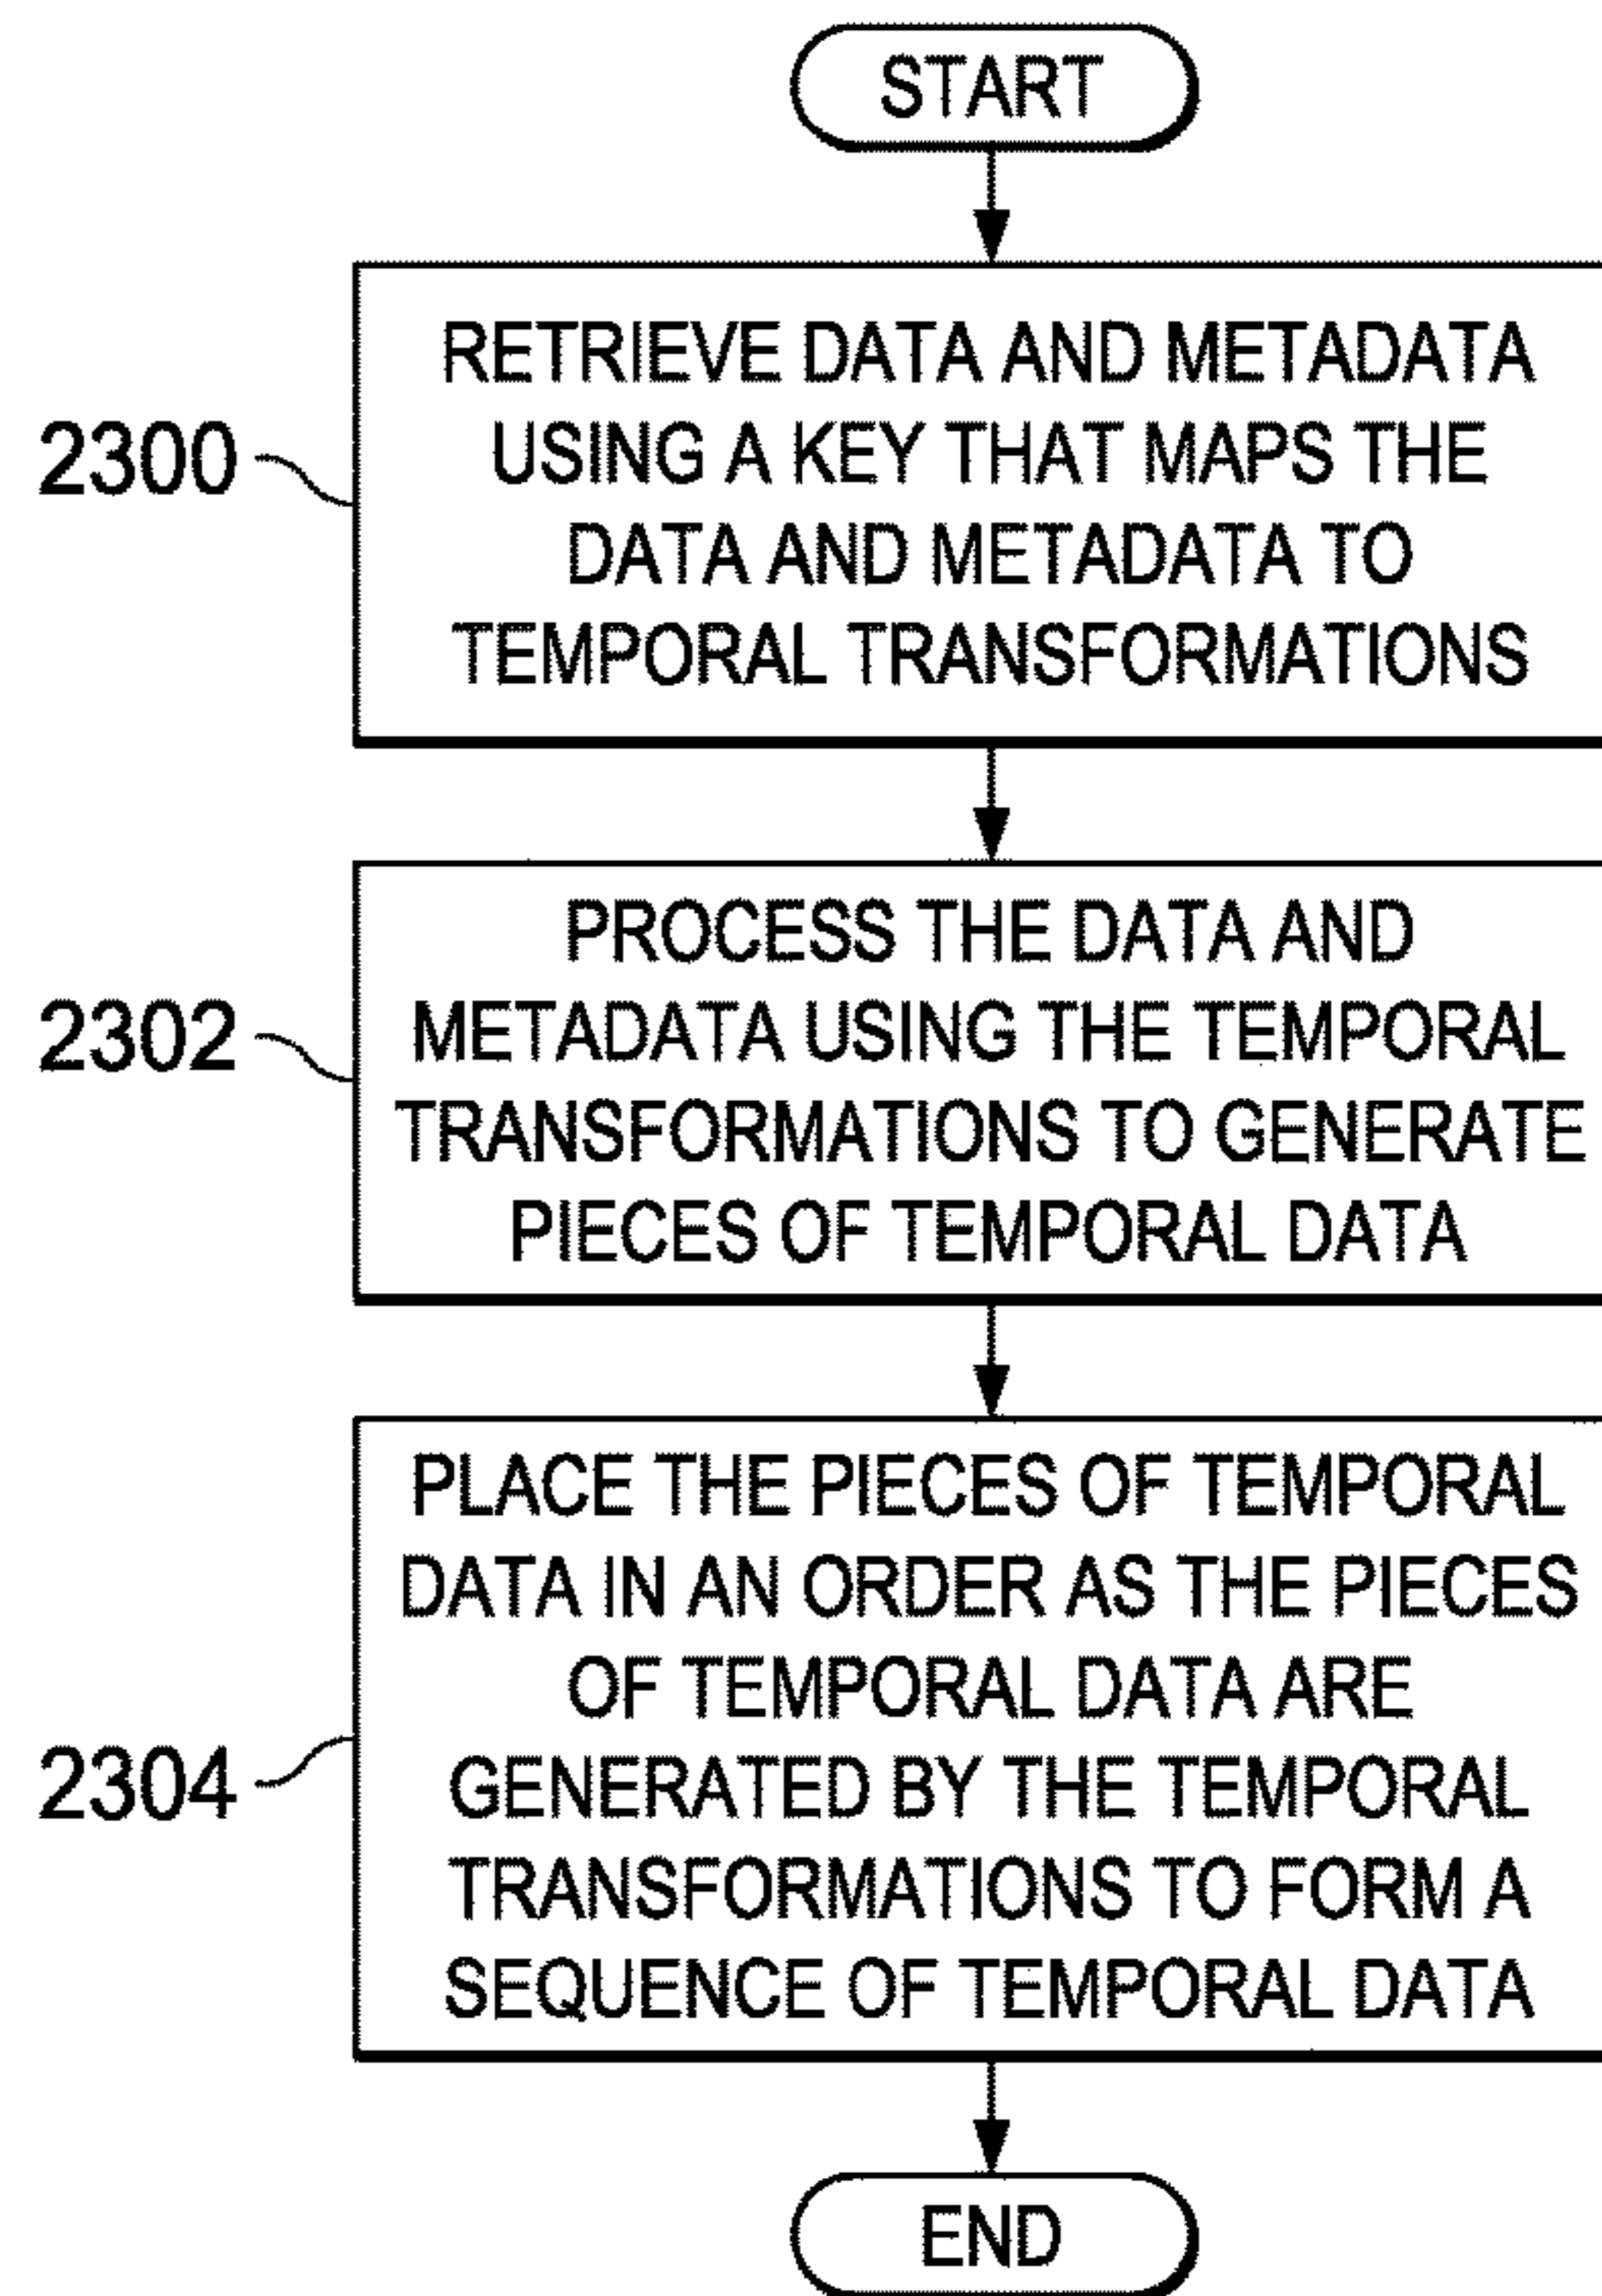 START
2300
RETRIEVE DATA AND METADATA
USING A KEY THAT MAPS THE
DATA AND METADATA TO
TEMPORAL TRANSFORMATIONS
2302
PROCESS THE DATA AND
METADATA USING THE TEMPORAL
TRANSFORMATIONS TO GENERATE
PIECES OF TEMPORAL DATA
2304
PLACE THE PIECES OF TEMPORAL
DATA IN AN ORDER AS THE PIECES
OF TEMPORAL DATA ARE
GENERATED BY THE TEMPORAL
TRANSFORMATIONS TO FORM A
SEQUENCE OF TEMPORAL DATA
END